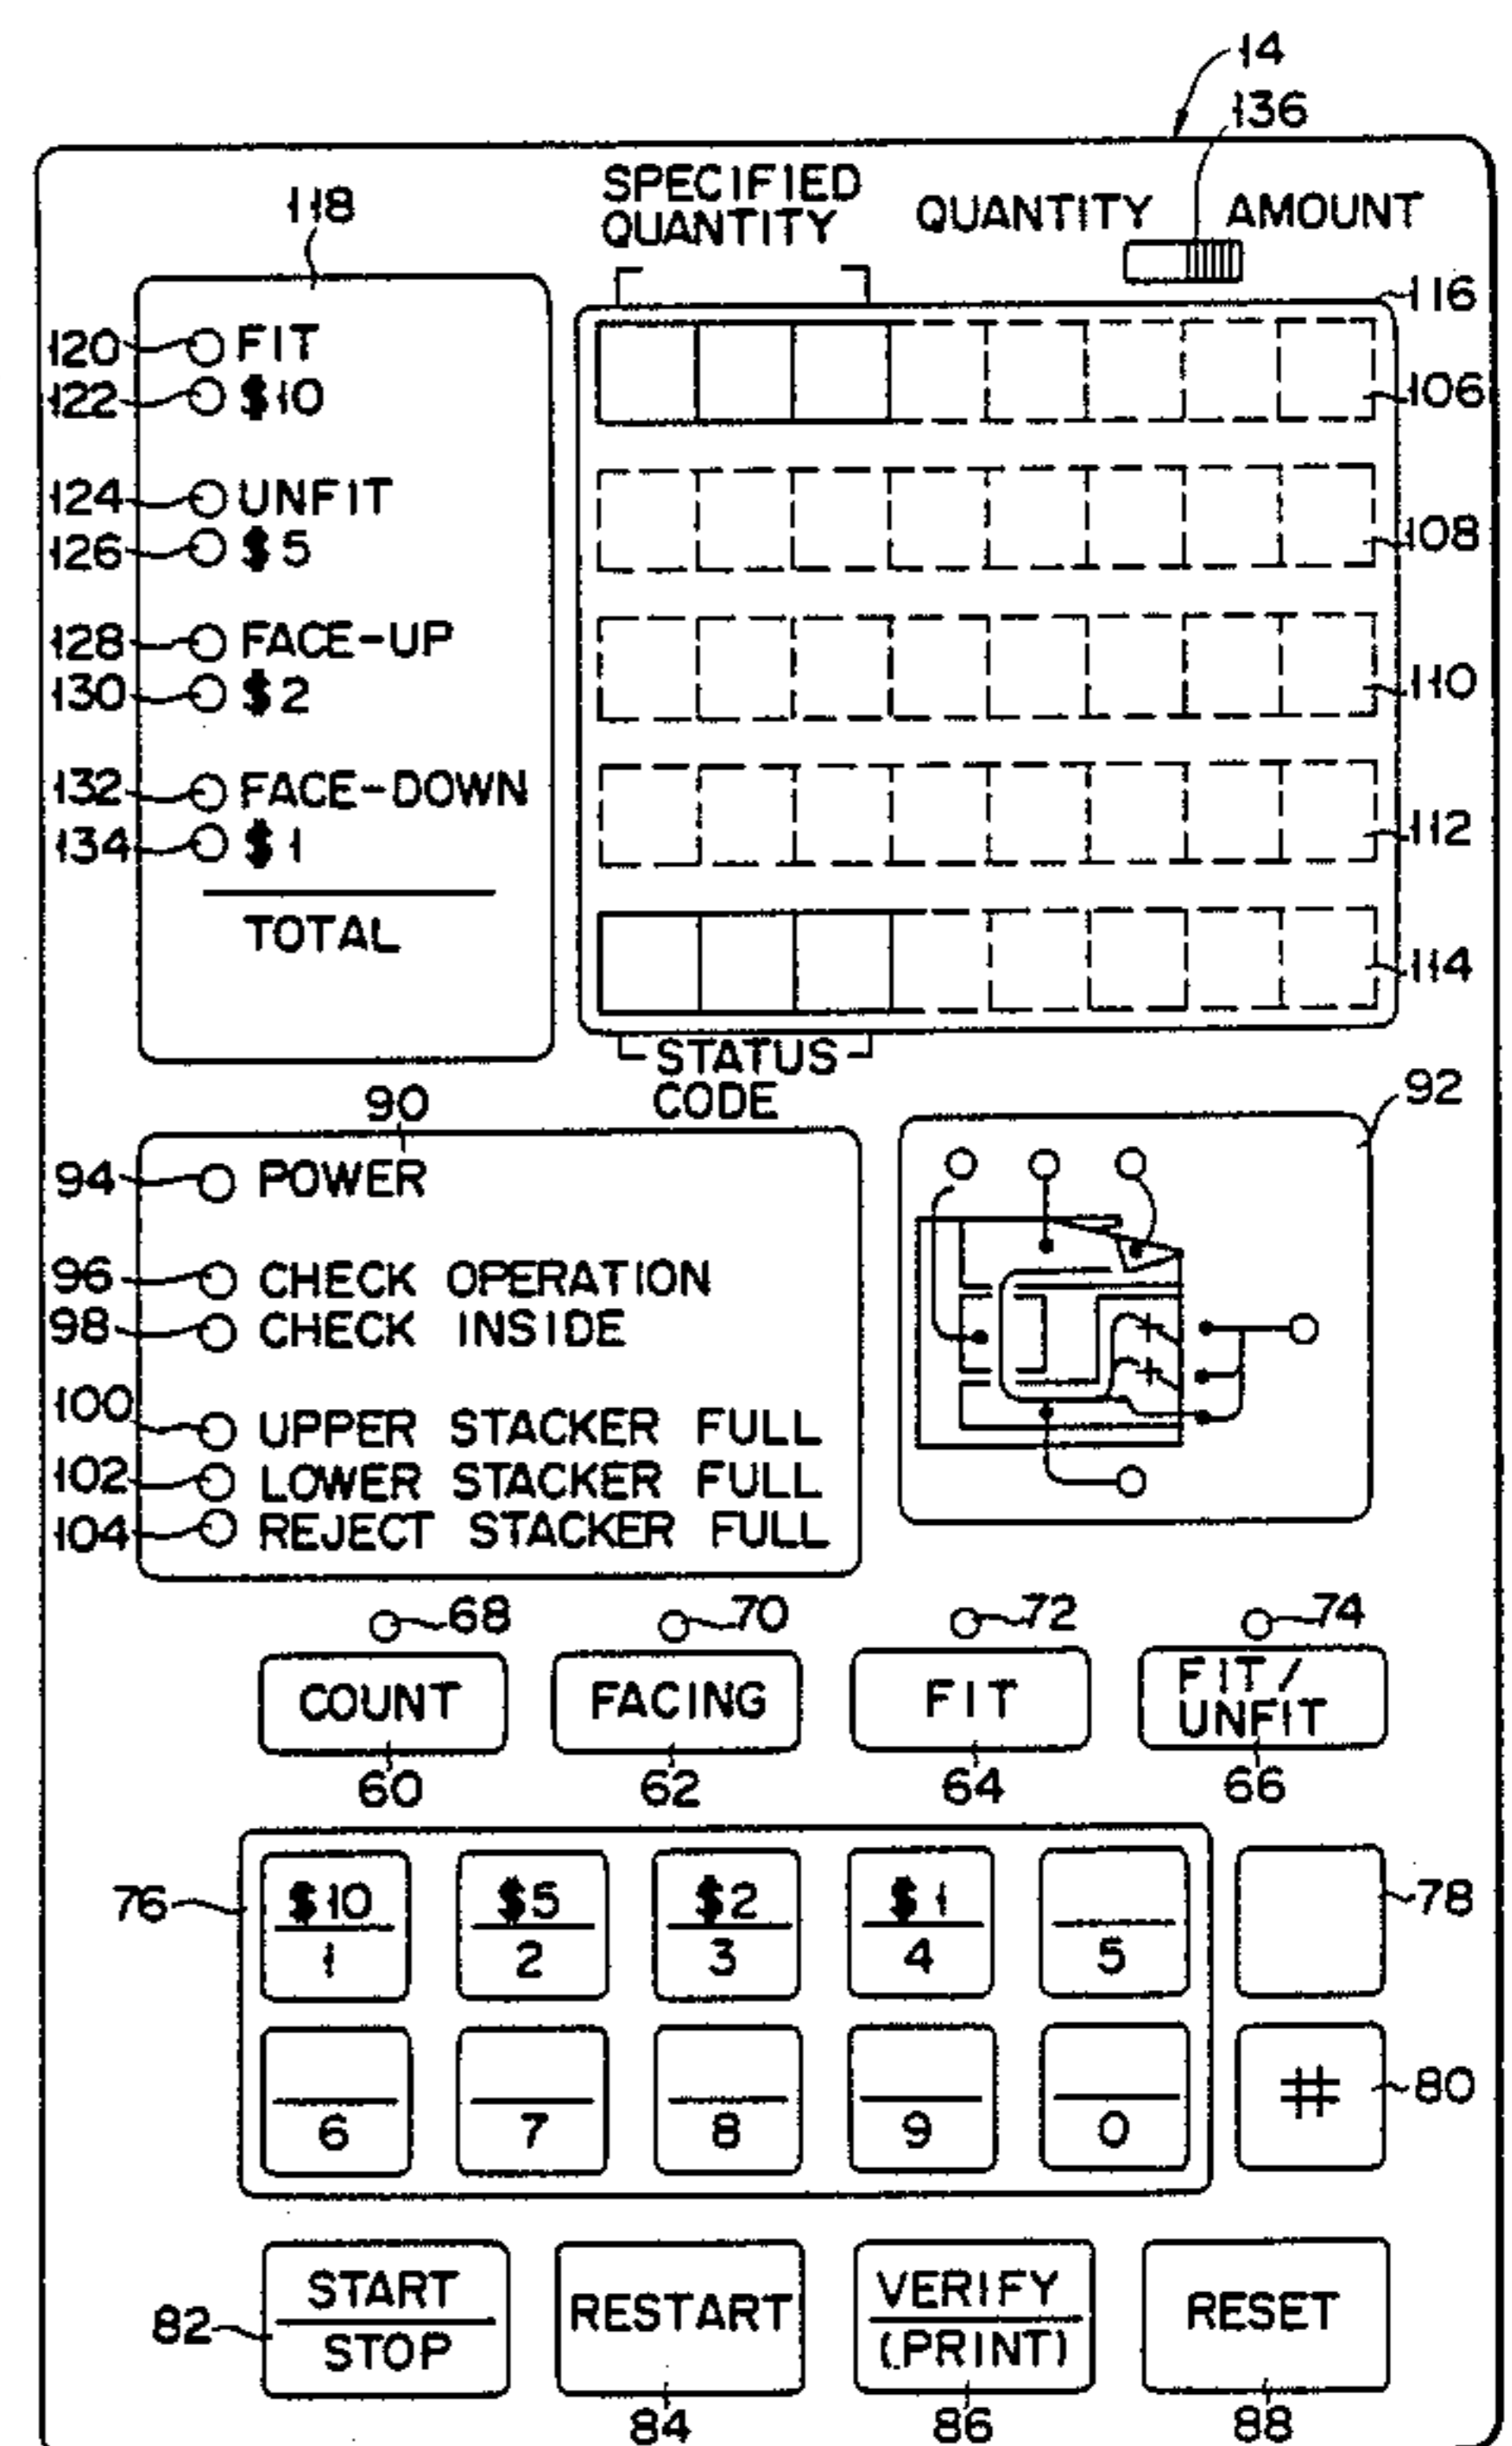 14
136
SPECIFIED
QUANTITY
QUANTITY AMOUNT
118
116
120 FIT
122 $10
106
124 UNFIT
126 $5
108
128 FACE-UP
130 $2
110
132 FACE-DOWN
134 $1
112
TOTAL
114
STATUS
CODE
90
92
94 POWER
96 CHECK OPERATION
98 CHECK INSIDE
100 UPPER STACKER FULL
102 LOWER STACKER FULL
104 REJECT STACKER FULL
68 70 72 74
COUNT FACING FIT FIT/
UNFIT
60 62 64 66
76 $10 $5 $2 $1 78
1 2 3 4 5
# 80
6 7 8 9 0
START RESTART VERIFY RESET
82 STOP (PRINT)
84 86 88